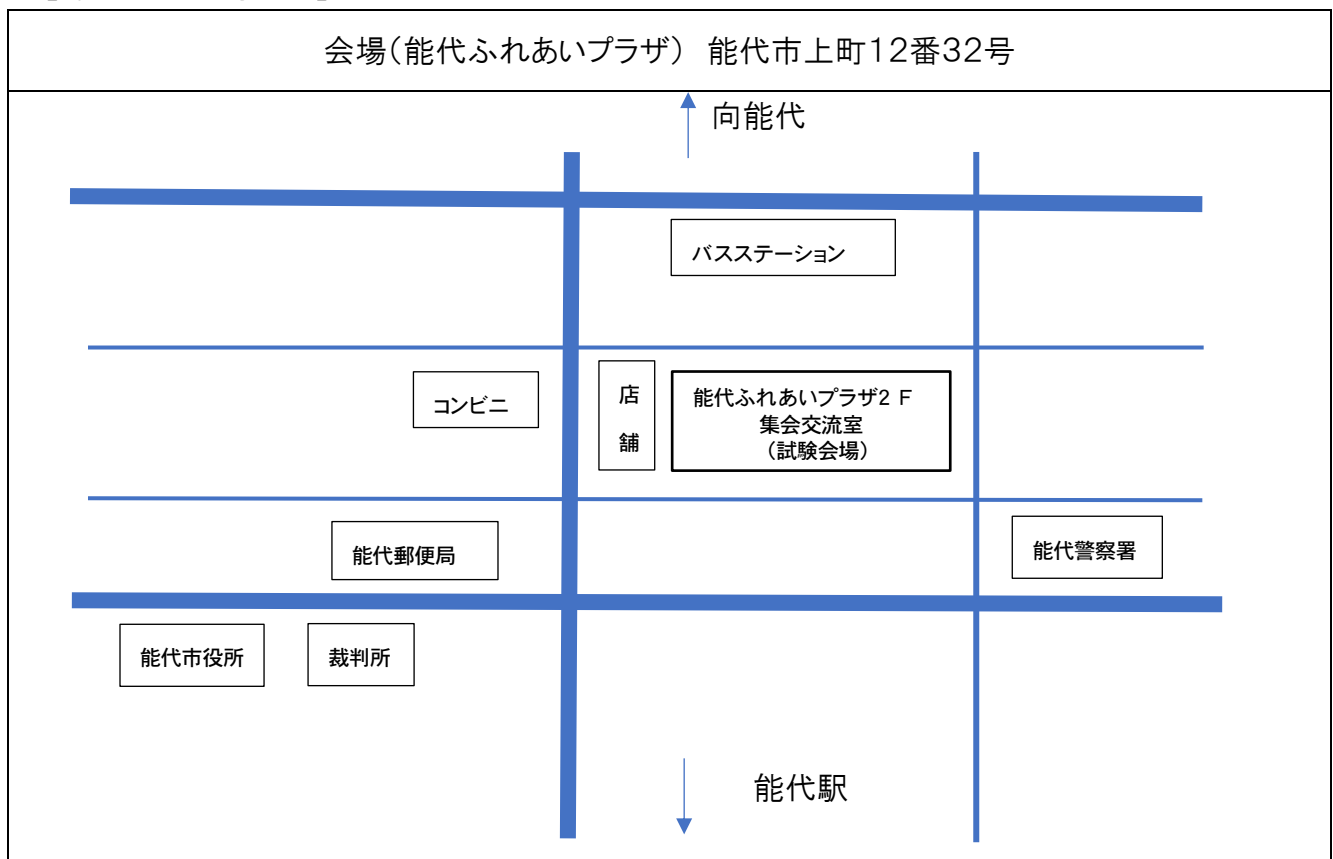 会場（能代ふれあいプラザ） 能代市上町１２番３２号
向能代
バスステーション
コンビニ
店
舗
能代ふれあいプラザ２Ｆ
集会交流室
（試験会場）
能代郵便局
能代警察署
能代市役所
裁判所
能代駅